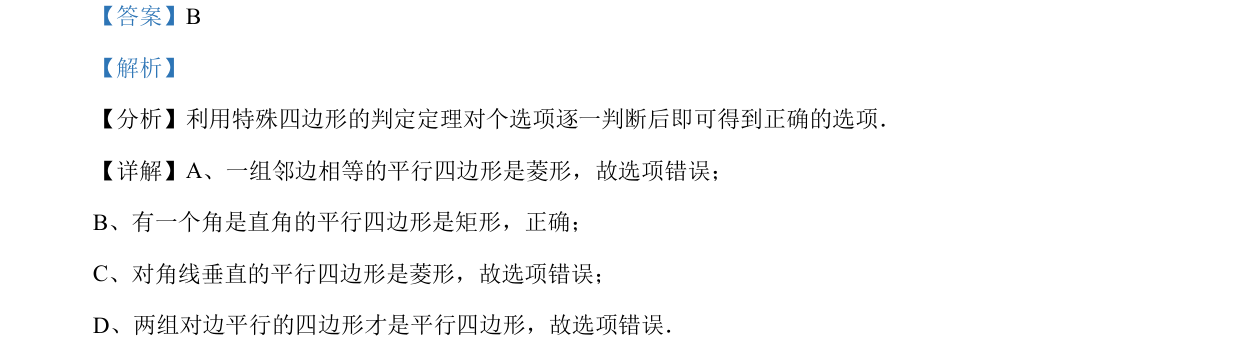 【答案】B
【解析】
【分析】利用特殊四边形的判定定理对个选项逐一判断后即可得到正确的选项．
【详解】A、一组邻边相等的平行四边形是菱形，故选项错误；
B、有一个角是直角的平行四边形是矩形，正确；
C、对角线垂直的平行四边形是菱形，故选项错误；
D、两组对边平行的四边形才是平行四边形，故选项错误．